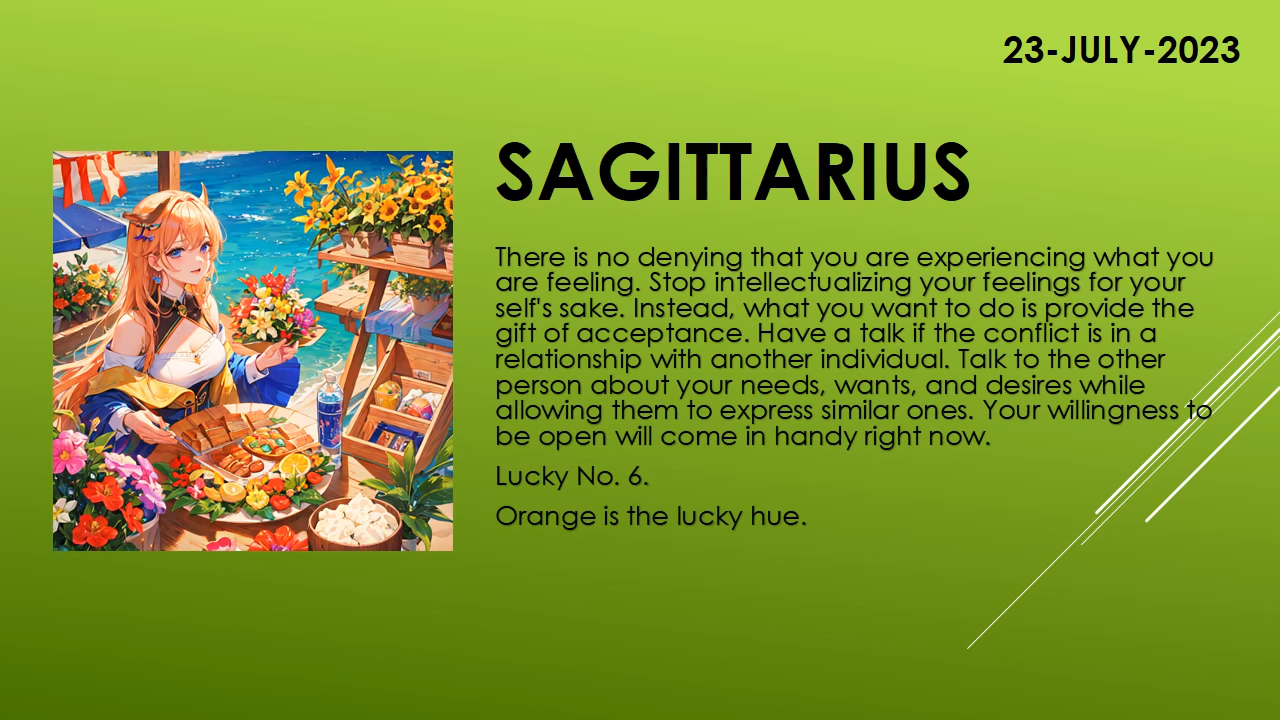 23-JULY-2023
SAGITTARIUS
There is no denying that you are experiencing what you
are feeling. Stop intellectualizing your feelings for your
self's sake. Instead, what you want to do is provide the
gift of acceptance. Have a talk if the conflict is in a
relationship with another individual. Talk to the other
person about your needs, wants, and desires while
allowing them to express similar ones. Your willingness to
be open will come in handy right now.
Lucky No. 6.
Orange is the lucky hue.